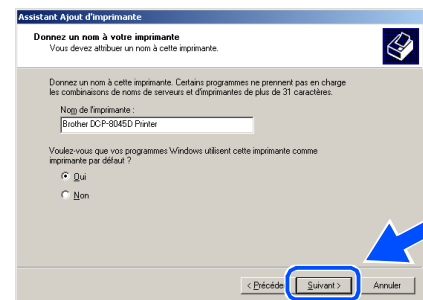 Assistant Ajout d'imprimante
Donnez un nom à votre imprimante
Vous devez attribuer un nom à cette imprimante.
Donnez un nom à cette imprimante. Certains programmes ne prennent pas en charge
les combinaisons de noms de serveurs et d'imprimantes de plus de 31 caractères.
Nom de l'imprimante :
Brother DCP-8045D Printer
Voulez-vous que vos programmes Windows utilisent cette imprimante comme
imprimante par défaut ?
Oui
Non
< Précéde Suivant > Annuler